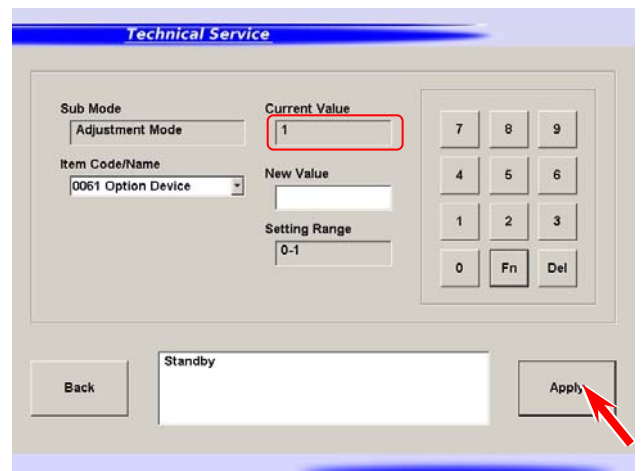 Technical Service
Sub Mode
Adjustment Mode
Current Value
1
Item Code/Name
0061 Option Device
New Value
Setting Range
0-1
7 8 9
4 5 6
1 2 3
0 Fn Del
Back
Standby
Apply